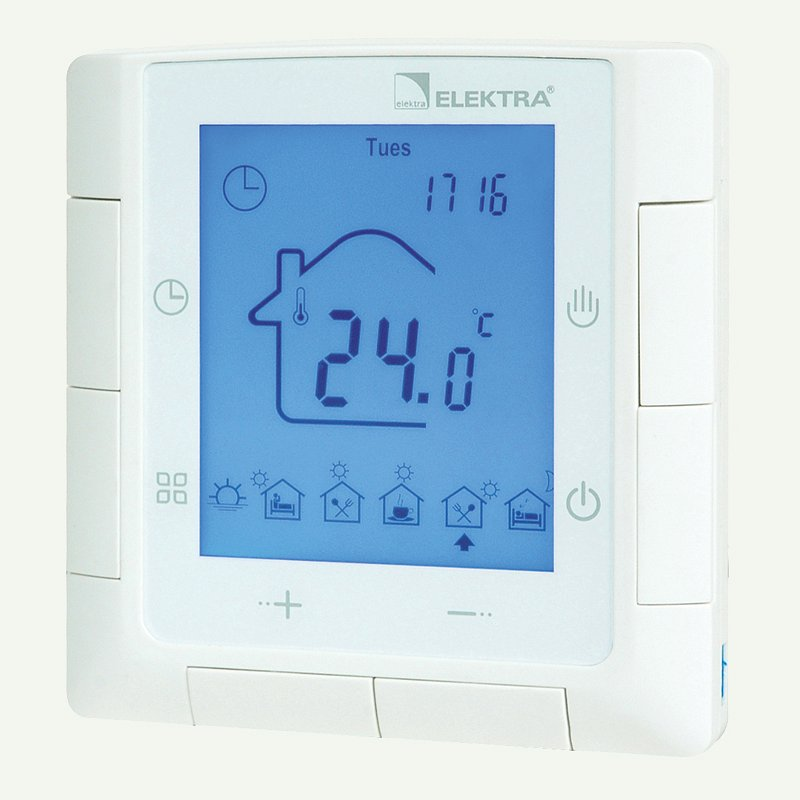 elektra ELEKTRA®
Tues
17 16
24.0 °C